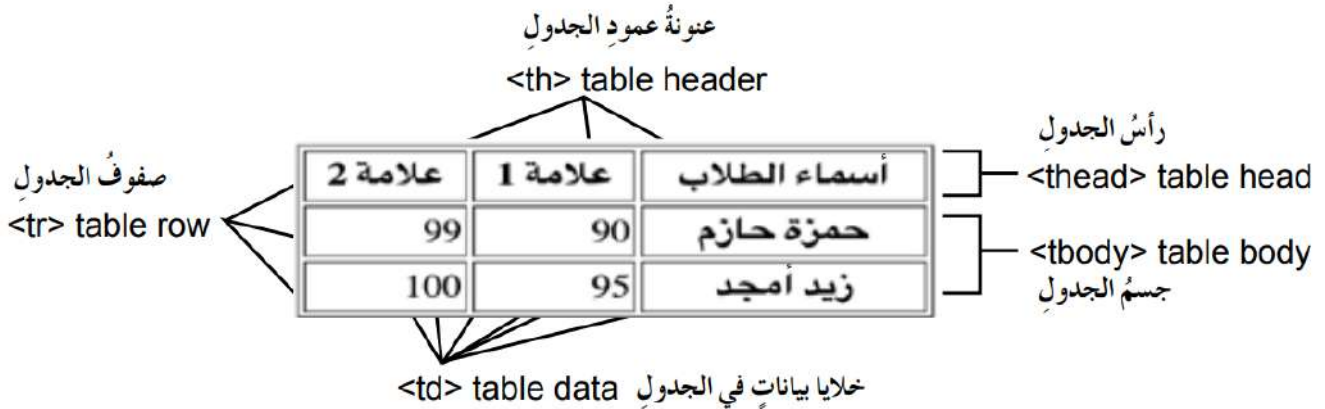 عنونةُ عمودِ الجدولِ
<th> table header
رأسُ الجدولِ
<thead> table head
صفوفُ الجدولِ
<tr> table row
أسماء الطلاب علامة 1 علامة 2
حمزة حازم 90 99
زيد أمجد 95 100
<tbody> table body
جسمُ الجدولِ
<td> table data خلايا بياناتٍ في الجدولِ